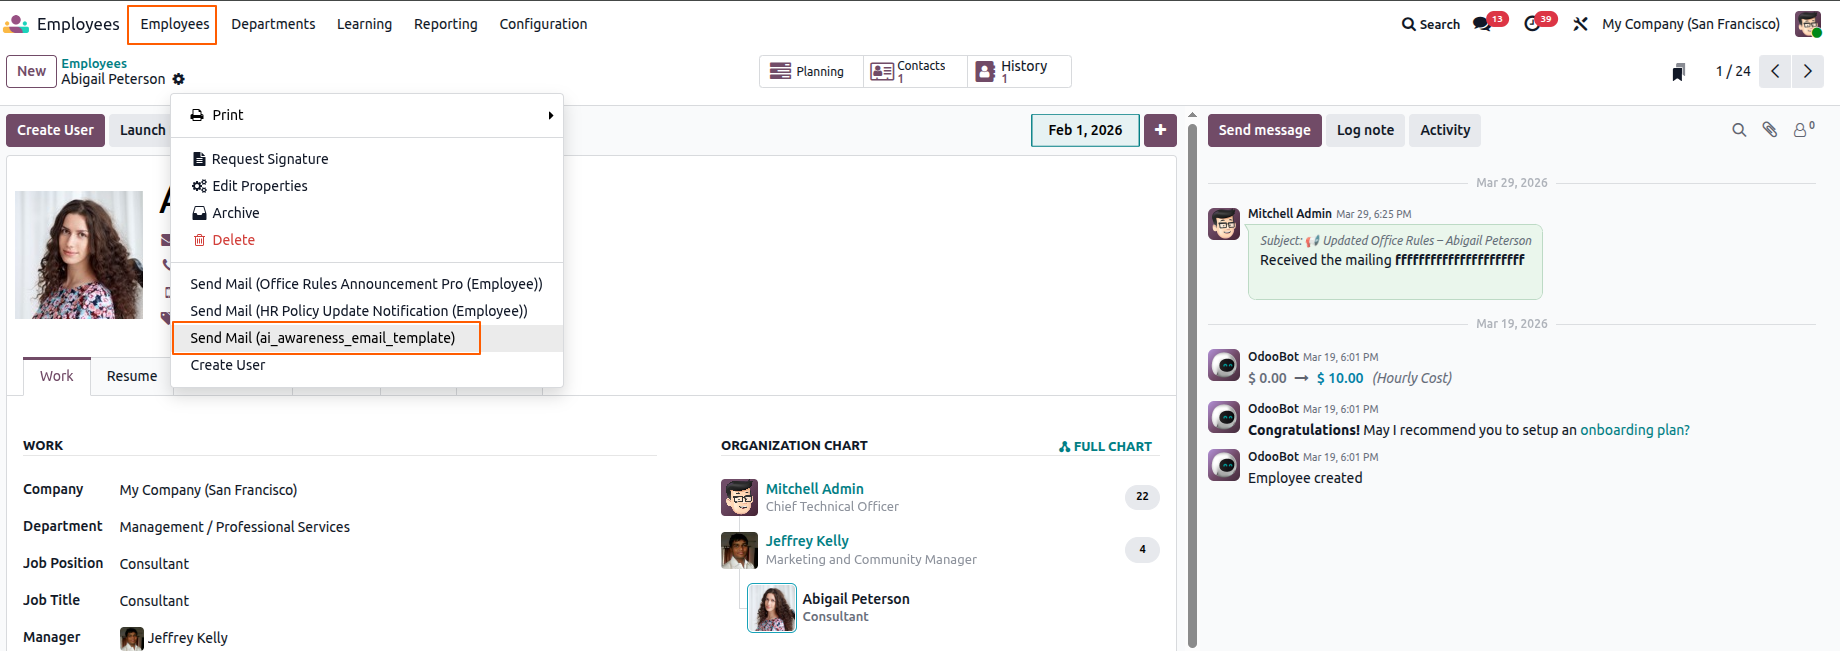 Employees Employees Departments Learning Reporting Configuration Search 13 39 My Company (San Francisco)
New Employees
Abigail Peterson
Planning Contacts 1 History 1 1 / 24
Create User Launch Feb 1, 2026 +
Print
Request Signature
Edit Properties
Archive
Delete
Send Mail (Office Rules Announcement Pro (Employee))
Send Mail (HR Policy Update Notification (Employee))
Send Mail (ai_awareness_email_template)
Create User
Work Resume
WORK
Company My Company (San Francisco)
Department Management / Professional Services
Job Position Consultant
Job Title Consultant
Manager Jeffrey Kelly
ORGANIZATION CHART FULL CHART
Mitchell Admin 22
Chief Technical Officer
Jeffrey Kelly 4
Marketing and Community Manager
Abigail Peterson
Consultant
Send message Log note Activity 0
Mar 29, 2026
Mitchell Admin Mar 29, 6:25 PM
Subject: 📢 Updated Office Rules – Abigail Peterson
Received the mailing ffffffffffffffffffffff
Mar 19, 2026
OdooBot Mar 19, 6:01 PM
$ 0.00 → $ 10.00 (Hourly Cost)
OdooBot Mar 19, 6:01 PM
Congratulations! May I recommend you to setup an onboarding plan?
OdooBot Mar 19, 6:01 PM
Employee created